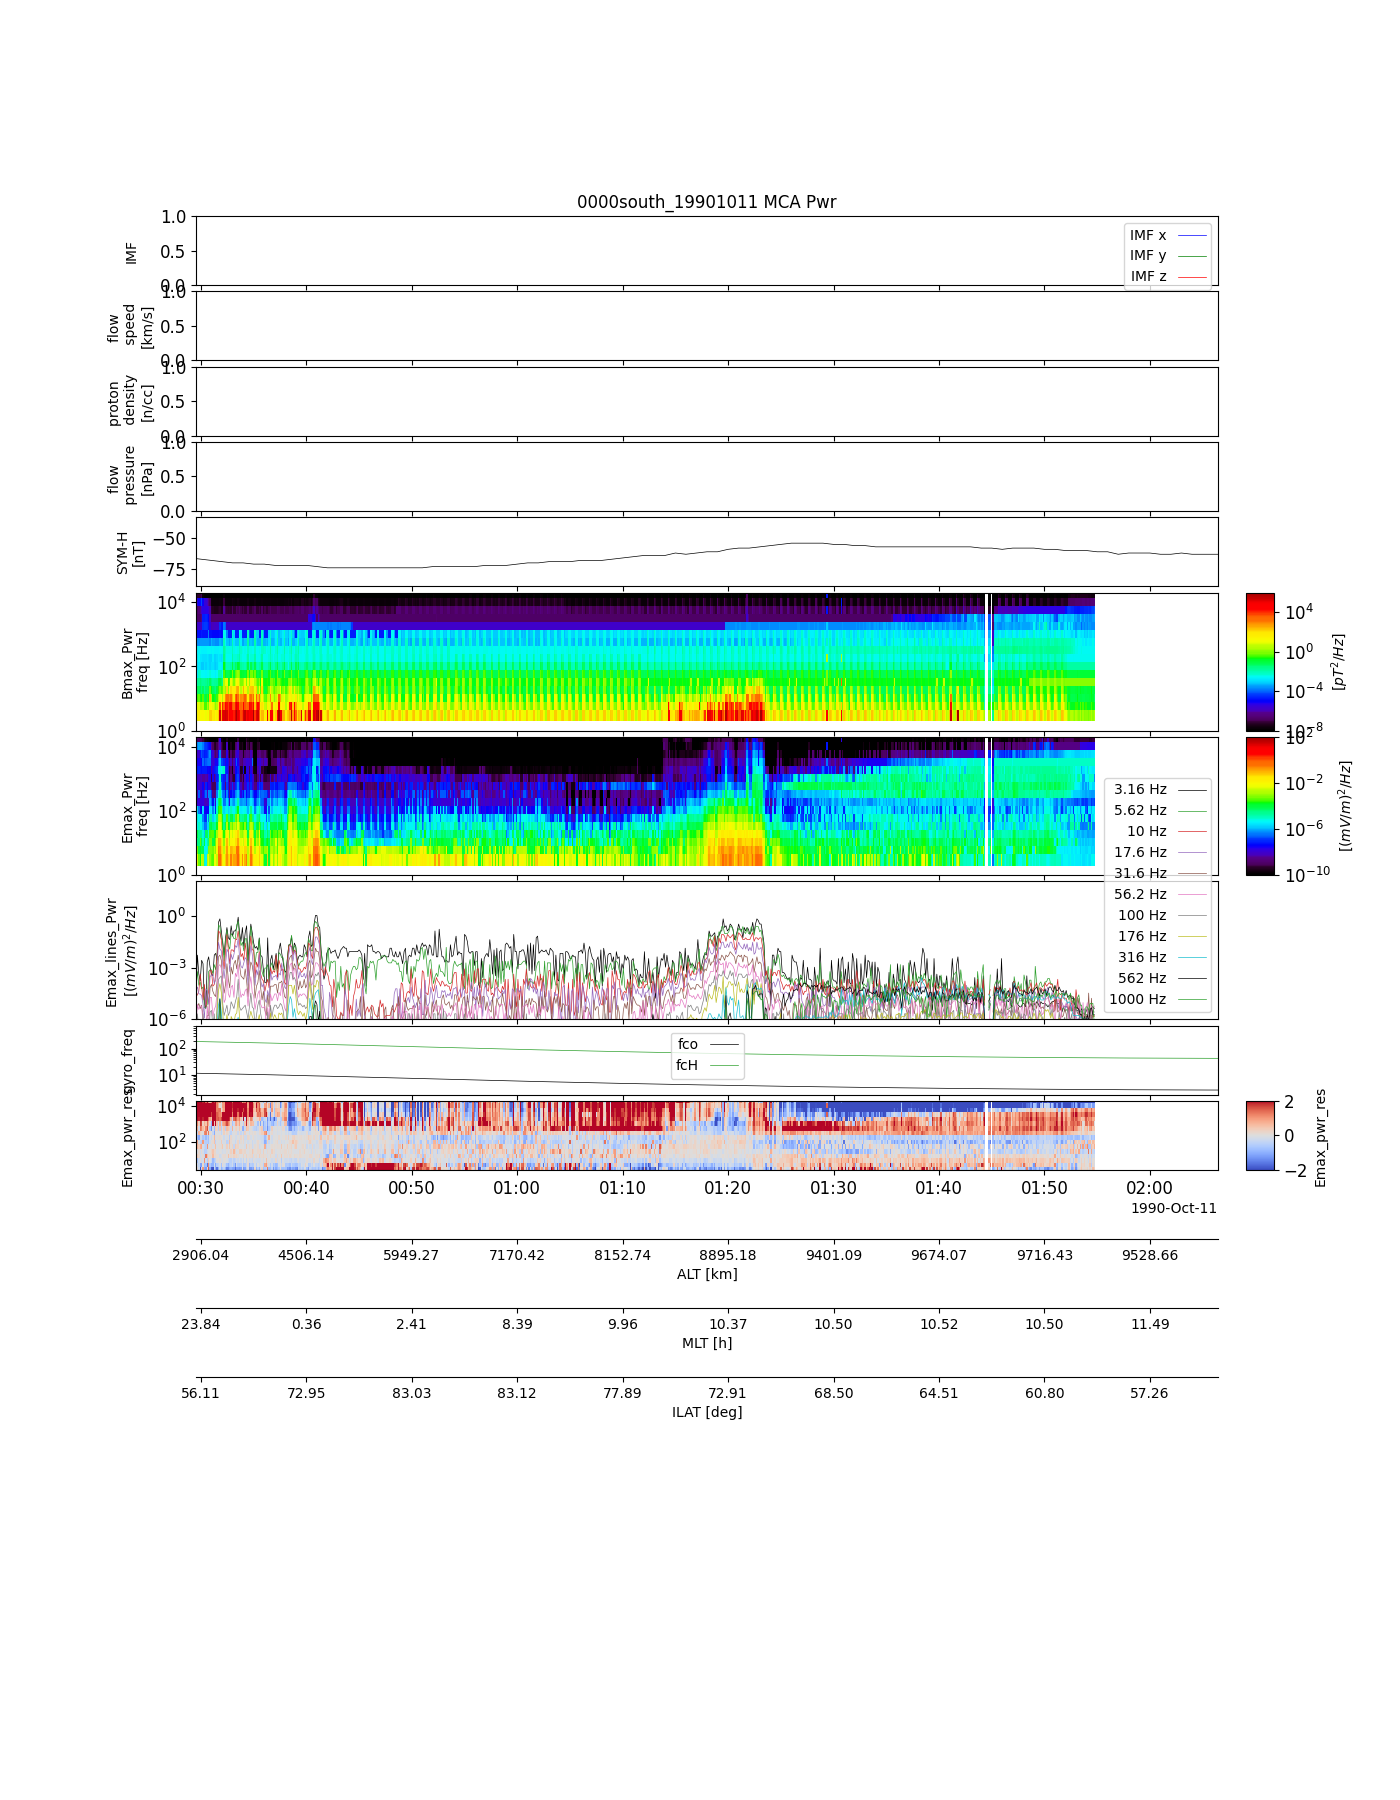 0000south_19901011 MCA Pwr
1.0
0.5
0.0
IMF
IMF x
IMF y
IMF z
1.0
0.5
0.0
flow
speed
[km/s]
1.0
0.5
0.0
proton
density
[n/cc]
1.0
0.5
0.0
flow
pressure
[nPa]
−50
−75
SYM-H
[nT]
10^4
10^2
10^0
Bmax_Pwr
freq [Hz]
10^4
10^0
10^−4
10^−8
[pT^2/Hz]
10^4
10^2
10^0
Emax_Pwr
freq [Hz]
10^2
10^−2
10^−6
10^−10
[(mV/m)^2/Hz]
3.16 Hz
5.62 Hz
10 Hz
17.6 Hz
31.6 Hz
56.2 Hz
100 Hz
176 Hz
316 Hz
562 Hz
1000 Hz
10^0
10^−3
10^−6
Emax_lines_Pwr
[(mV/m)^2/Hz]
10^2
10^1
gyro_freq
fco
fcH
10^4
10^2
Emax_pwr_res
2
0
−2
Emax_pwr_res
00:30 00:40 00:50 01:00 01:10 01:20 01:30 01:40 01:50 02:00
1990-Oct-11
2906.04 4506.14 5949.27 7170.42 8152.74 8895.18 9401.09 9674.07 9716.43 9528.66
ALT [km]
23.84 0.36 2.41 8.39 9.96 10.37 10.50 10.52 10.50 11.49
MLT [h]
56.11 72.95 83.03 83.12 77.89 72.91 68.50 64.51 60.80 57.26
ILAT [deg]